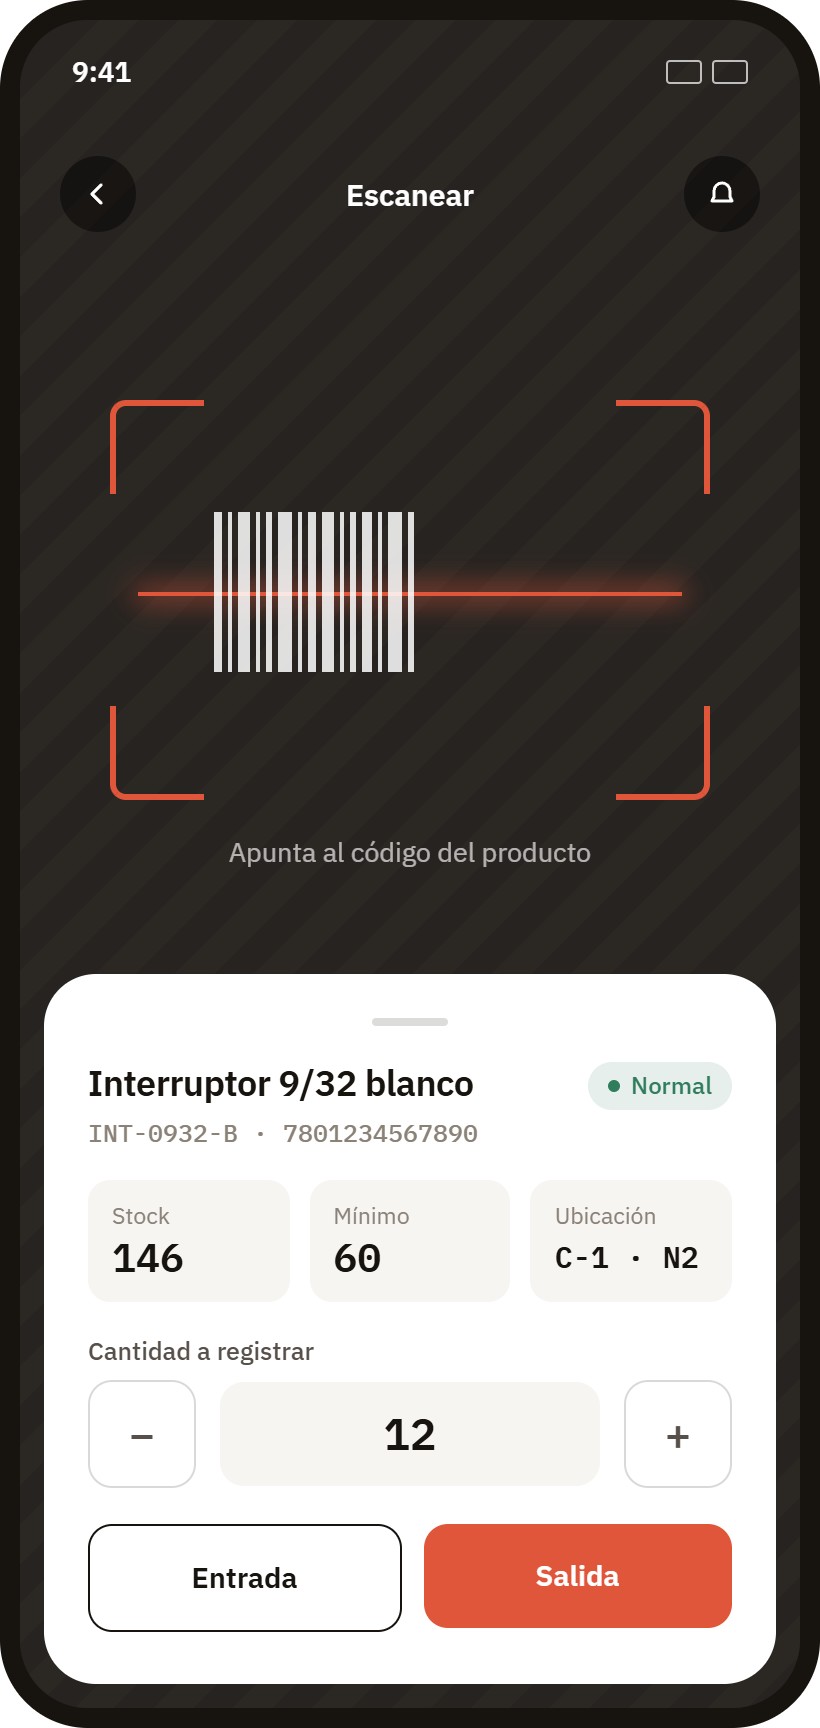 9:41
Escanear
Apunta al código del producto
Interruptor 9/32 blanco
Normal
INT-0932-B · 7801234567890
Stock
Mínimo
Ubicación
146
60
C-1 · N2
Cantidad a registrar
−
12
+
Entrada
Salida